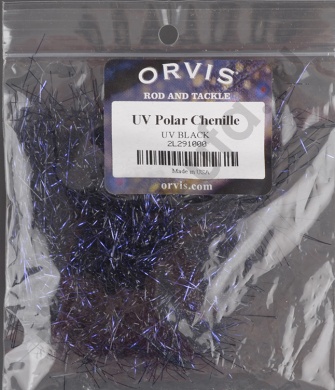 ORVIS
ROD AND TACKLE
UV Polar Chenille
UV BLACK
2L291000
Made in USA
orvis.com